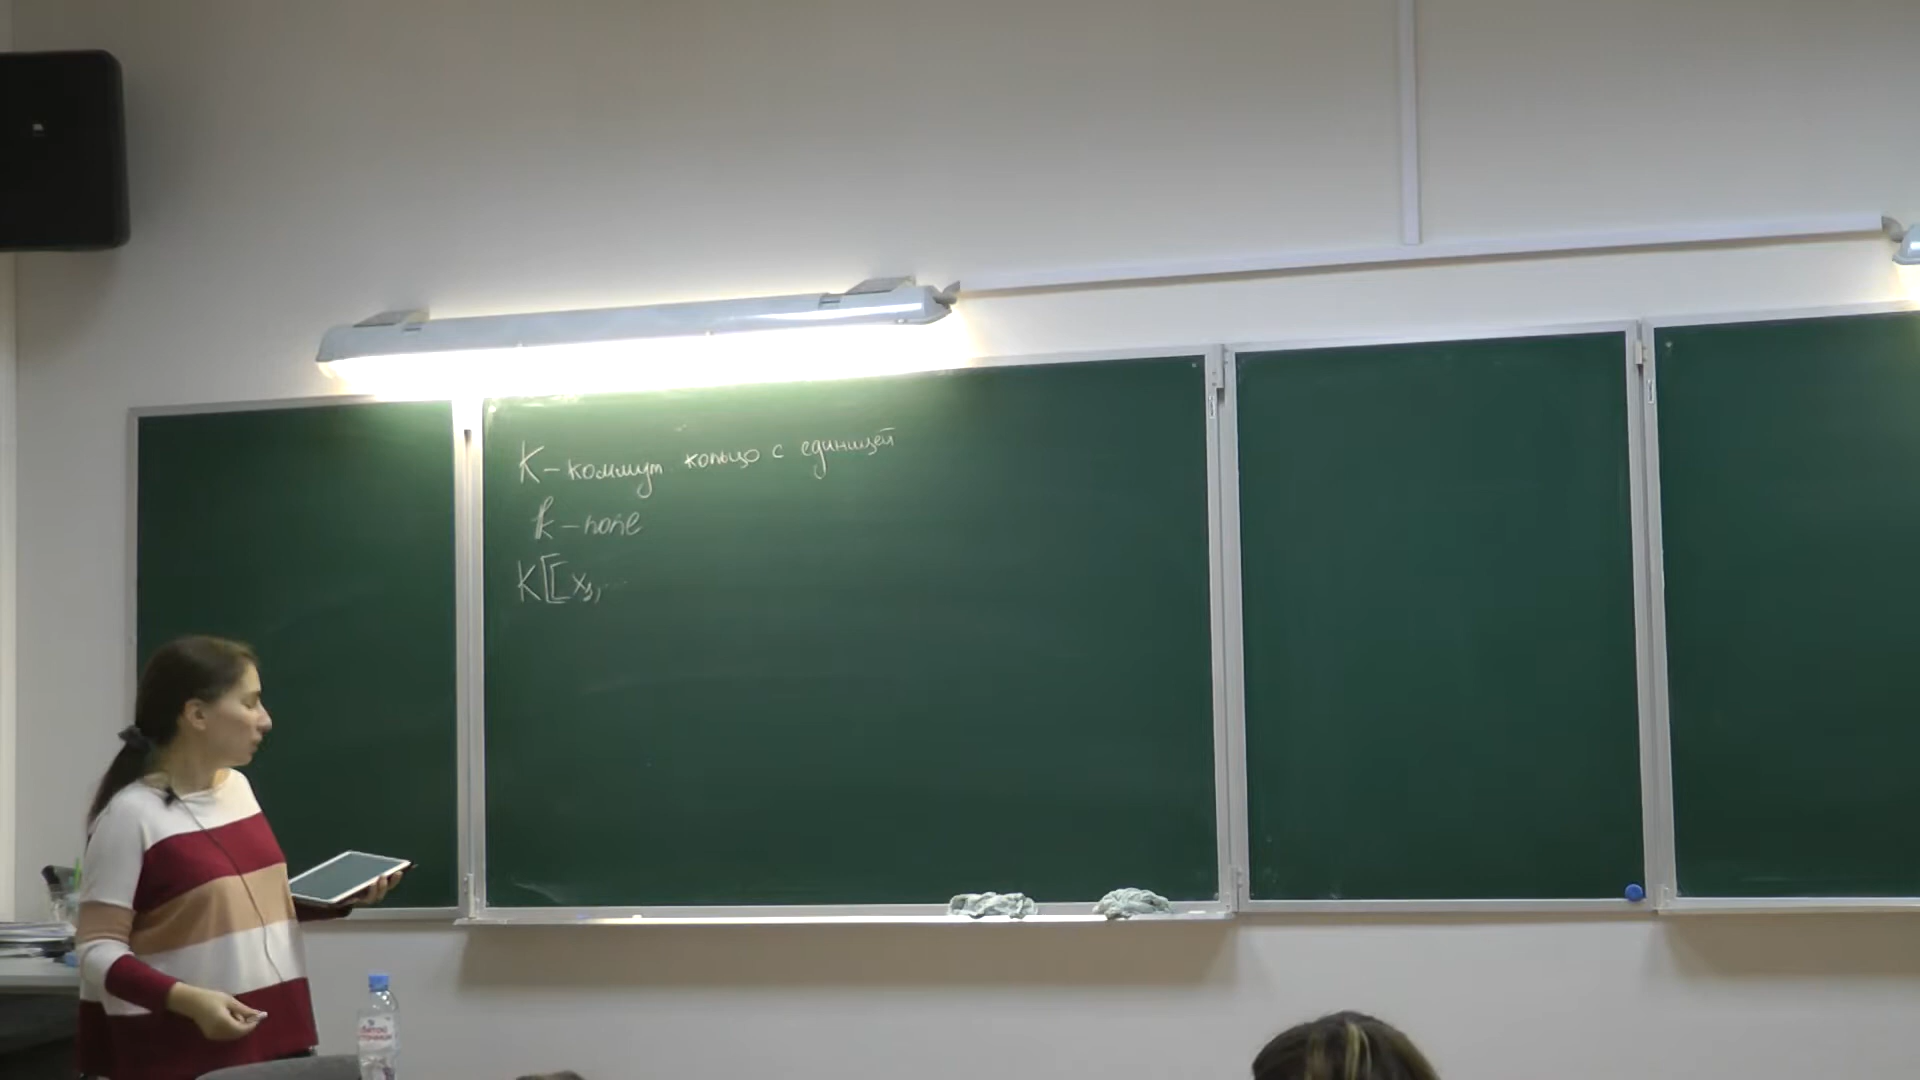 K – коммут. кольцо с единицей
k – поле
K[[x₁, ...